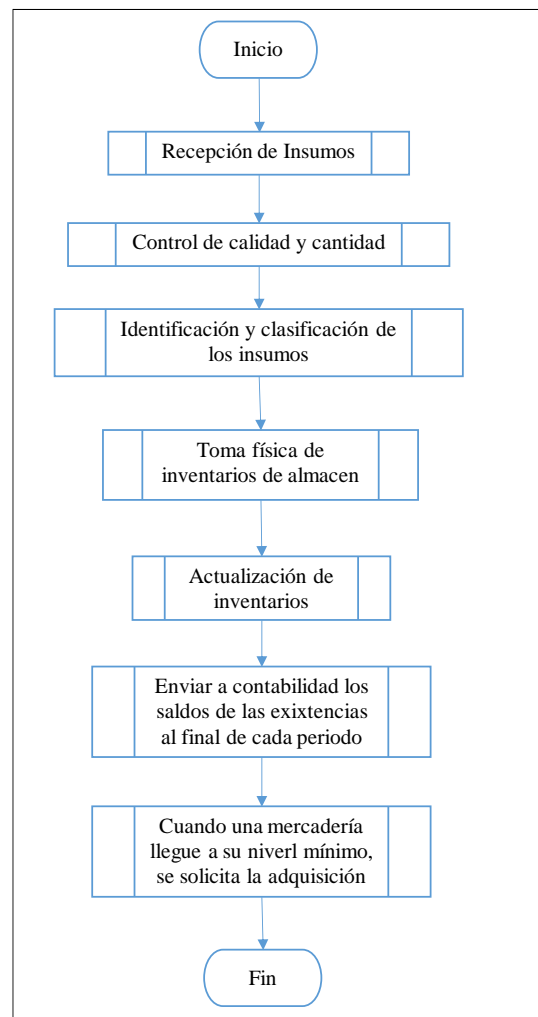 Inicio
Recepción de Insumos
Control de calidad y cantidad
Identificación y clasificación de
los insumos
Toma física de
inventarios de almacen
Actualización de
inventarios
Enviar a contabilidad los
saldos de las exixtencias
al final de cada periodo
Cuando una mercadería
llegue a su niverl mínimo,
se solicita la adquisición
Fin